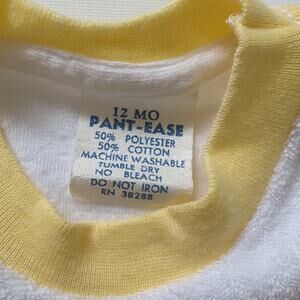 12 MO
PANT-EASE
50% POLYESTER
50% COTTON
MACHINE WASHABLE
TUMBLE DRY
NO BLEACH
DO NOT IRON
RN 38288